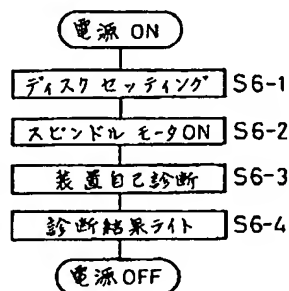 電源 ON
ディスク セッティング S6-1
スピンドル モータON S6-2
装置自己診断 S6-3
診断結果ライト S6-4
電源OFF